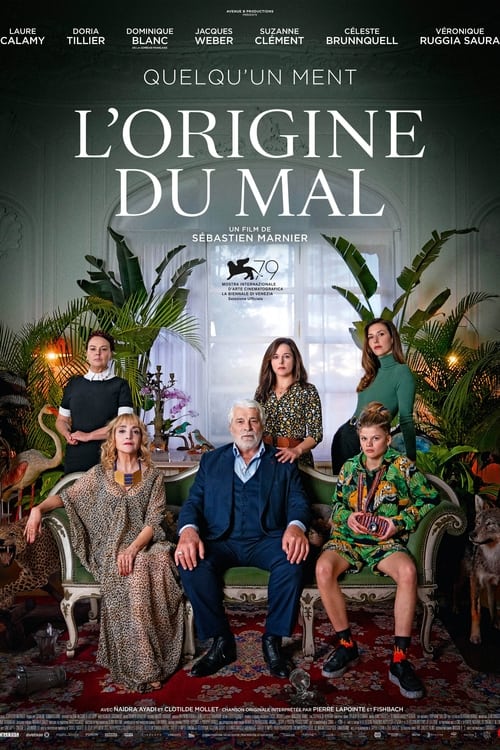 AVENUE B PRODUCTIONS
PRÉSENTE
LAURE CALAMY
DORIA TILLIER
DOMINIQUE BLANC
DE LA COMÉDIE FRANÇAISE
JACQUES WEBER
SUZANNE CLÉMENT
CÉLESTE BRUNNQUELL
VÉRONIQUE RUGGIA SAURA
QUELQU'UN MENT
L'ORIGINE
DU MAL
UN FILM DE
SÉBASTIEN MARNIER
79
MOSTRA INTERNAZIONALE
D'ARTE CINEMATOGRAFICA
LA BIENNALE DI VENEZIA
Selezione Ufficiale
AVEC NAIDRA AYADI ET CLOTILDE MOLLET - CHANSON ORIGINALE INTERPRÉTÉE PAR PIERRE LAPOINTE ET FISHBACH